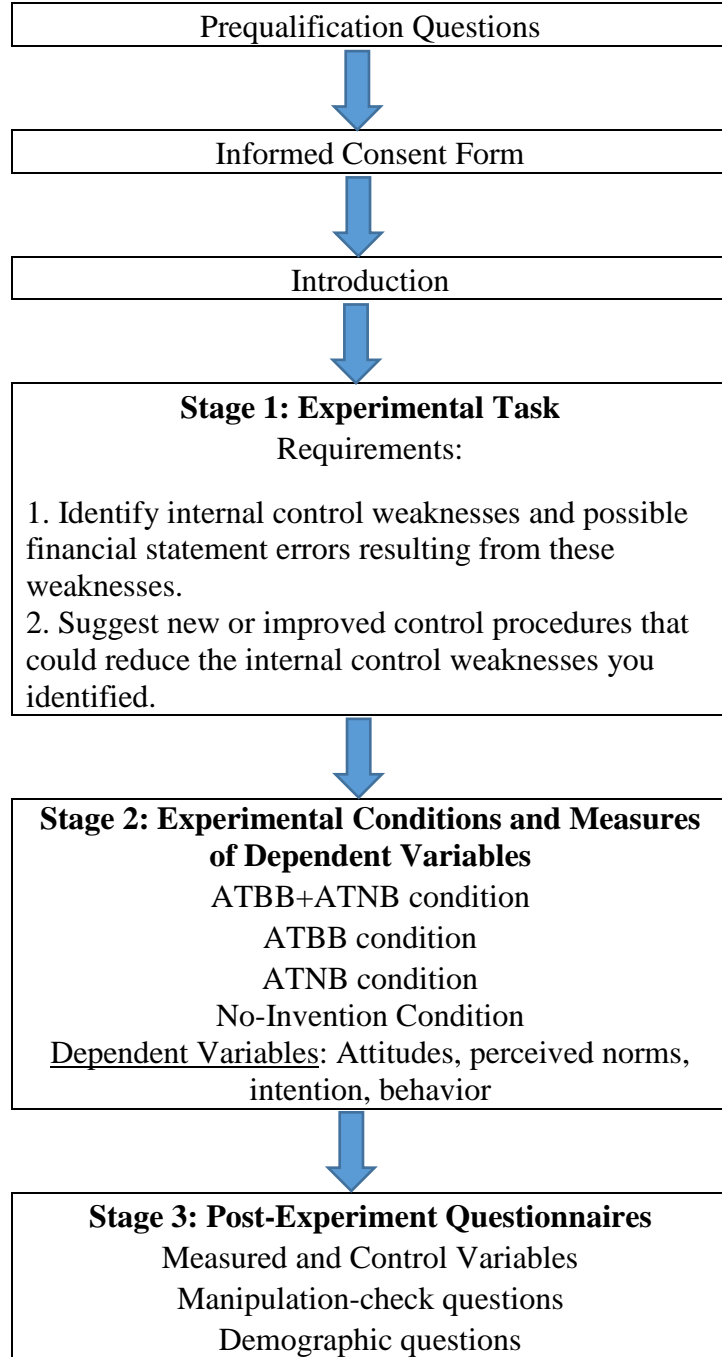 Prequalification Questions
Informed Consent Form
Introduction
Stage 1: Experimental Task
Requirements:
1. Identify internal control weaknesses and possible
financial statement errors resulting from these
weaknesses.
2. Suggest new or improved control procedures that
could reduce the internal control weaknesses you
identified.
Stage 2: Experimental Conditions and Measures
of Dependent Variables
ATBB+ATNB condition
ATBB condition
ATNB condition
No-Invention Condition
Dependent Variables: Attitudes, perceived norms,
intention, behavior
Stage 3: Post-Experiment Questionnaires
Measured and Control Variables
Manipulation-check questions
Demographic questions